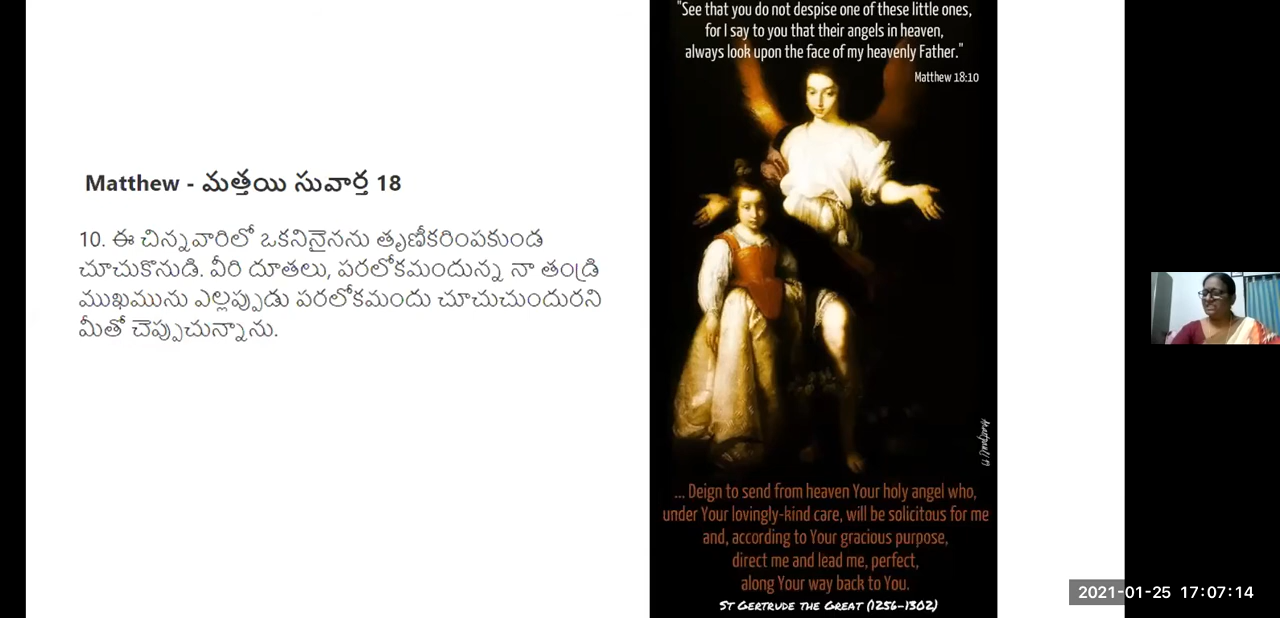 Matthew - మత్తయి సువార్త 18
10. ఈ చిన్నవారిలో ఒకనినైనను తృణీకరింపకుండ
చూచుకొనుడి. వీరి దూతలు, పరలోకమందున్న నా తండ్రి
ముఖమును ఎల్లప్పుడు పరలోకమందు చూచుచుందురని
మీతో చెప్పుచున్నాను.
"See that you do not despise one of these little ones,
for I say to you that their angels in heaven,
always look upon the face of my heavenly Father."
Matthew 18:10
... Deign to send from heaven Your holy angel who,
under Your lovingly-kind care, will be solicitous for me
and, according to Your gracious purpose,
direct me and lead me, perfect,
along Your way back to You.
St Gertrude the Great (1256-1302)
2021-01-25 17:07:14